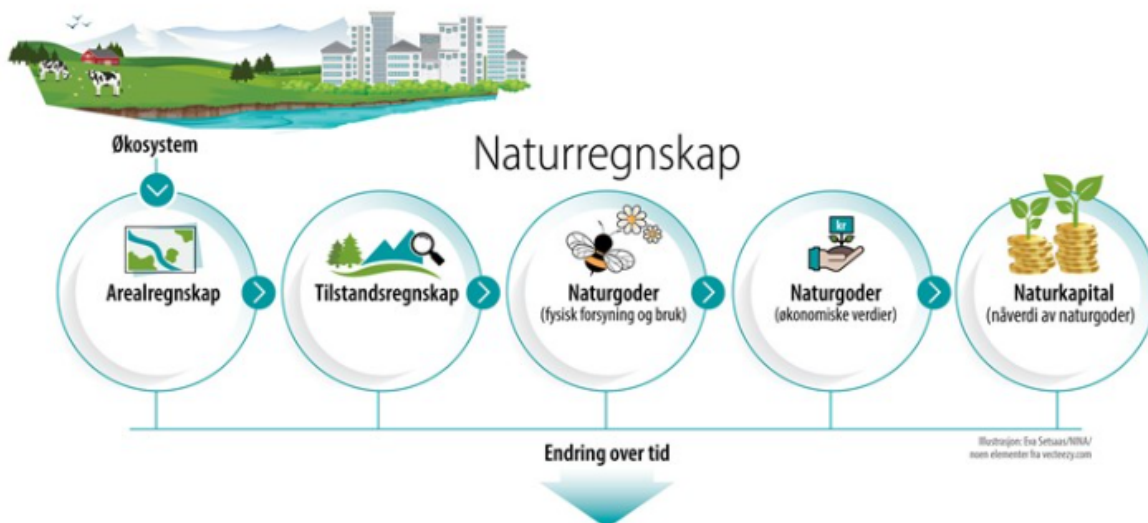 Økosystem
Naturregnskap
Arealregnskap
Tilstandsregnskap
Naturgoder
(fysisk forsyning og bruk)
kr
Naturgoder
(økonomiske verdier)
Naturkapital
(nåverdi av naturgoder)
Endring over tid
Illustrasjon: Eva Setsaas/NINA/
noen elementer fra vecteezy.com